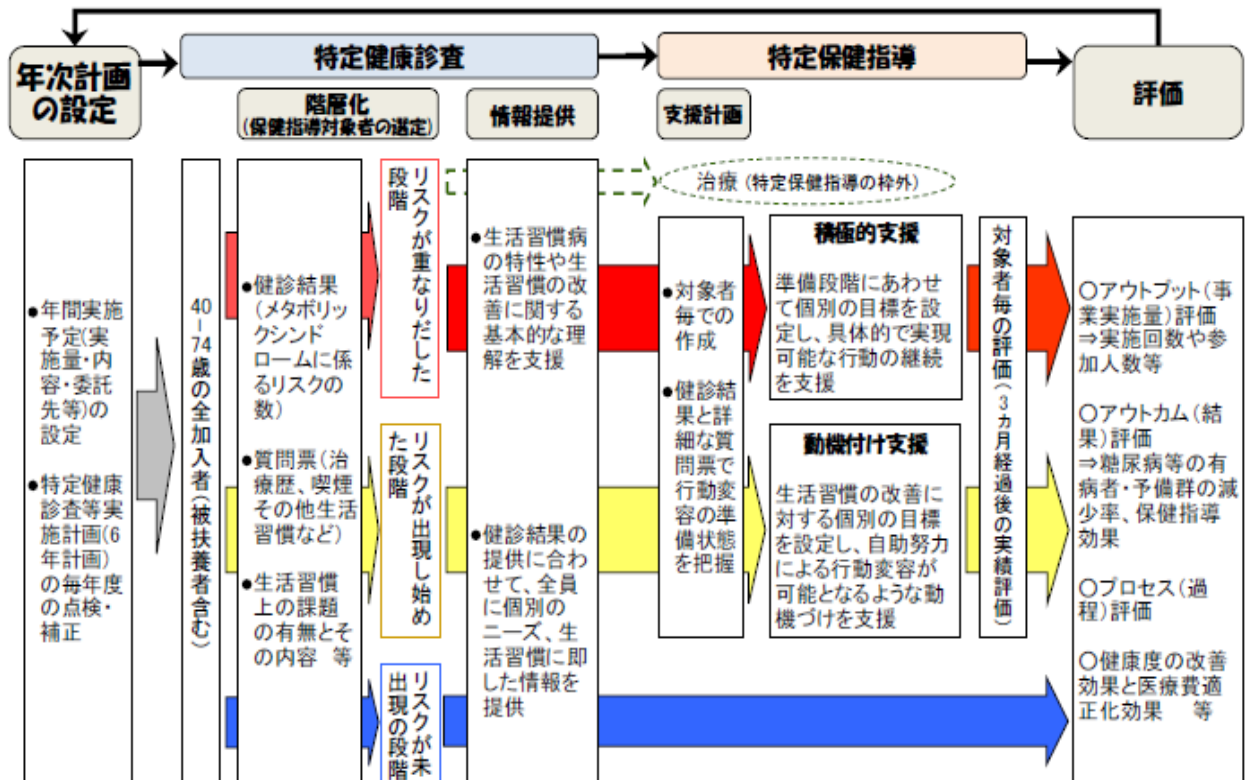 年次計画
の設定
特定健康診査
特定保健指導
評価
階層化
(保健指導対象者の選定)
情報提供
支援計画
●年間実施
予定(実
施量・内
容・委託
先等)の
設定
●特定健康
診査等実
施計画(6
年計画)
の毎年度
の点検・
補正
40－74歳の全加入者(被扶養者含む)
●健診結果
(メタボリッ
クシンド
ロームに係
るリスクの
数)
●質問票(治
療歴、喫煙
その他生活
習慣など)
●生活習慣
上の課題
の有無とそ
の内容 等
リスクが重なりだした
段階
リスクが出現し始め
た段階
リスクが未
出現の段階
●生活習慣病
の特性や生
活習慣の改
善に関する
基本的な理
解を支援
●健診結果の
提供に合わ
せて、全員
に個別の
ニーズ、生
活習慣に即
した情報を
提供
治療 (特定保健指導の枠外)
●対象者
毎での
作成
●健診結
果と詳
細な質
問票で
行動変
容の準
備状態
を把握
積極的支援
準備段階にあわせ
て個別の目標を設
定し、具体的で実現
可能な行動の継続
を支援
動機付け支援
生活習慣の改善に
対する個別の目標
を設定し、自助努力
による行動変容が
可能となるような動
機づけを支援
対象者毎の評価(3ヵ月経過後の実績評価)
○アウトプット(事
業実施量)評価
⇒実施回数や参
加人数等
○アウトカム(結
果)評価
⇒糖尿病等の有
病者・予備群の減
少率、保健指導
効果
○プロセス(過
程)評価
○健康度の改善
効果と医療費適
正化効果 等